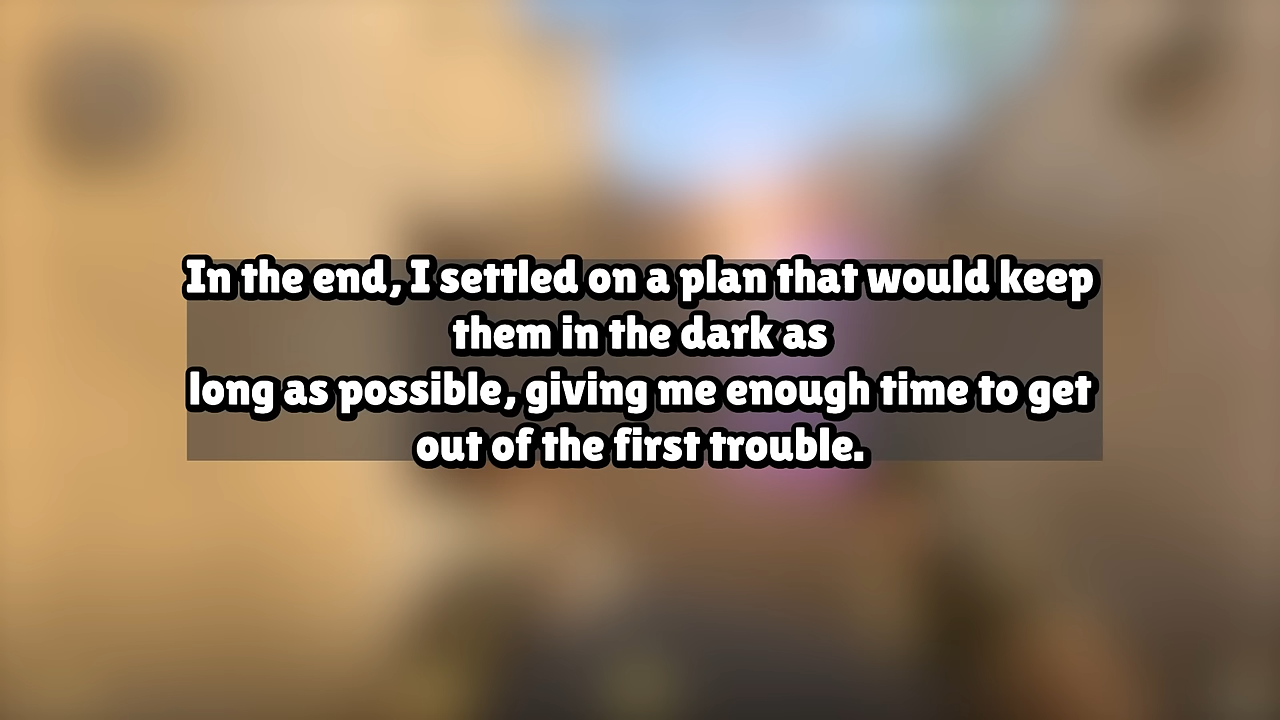 In the end, I settled on a plan that would keep
them in the dark as
long as possible, giving me enough time to get
out of the first trouble.